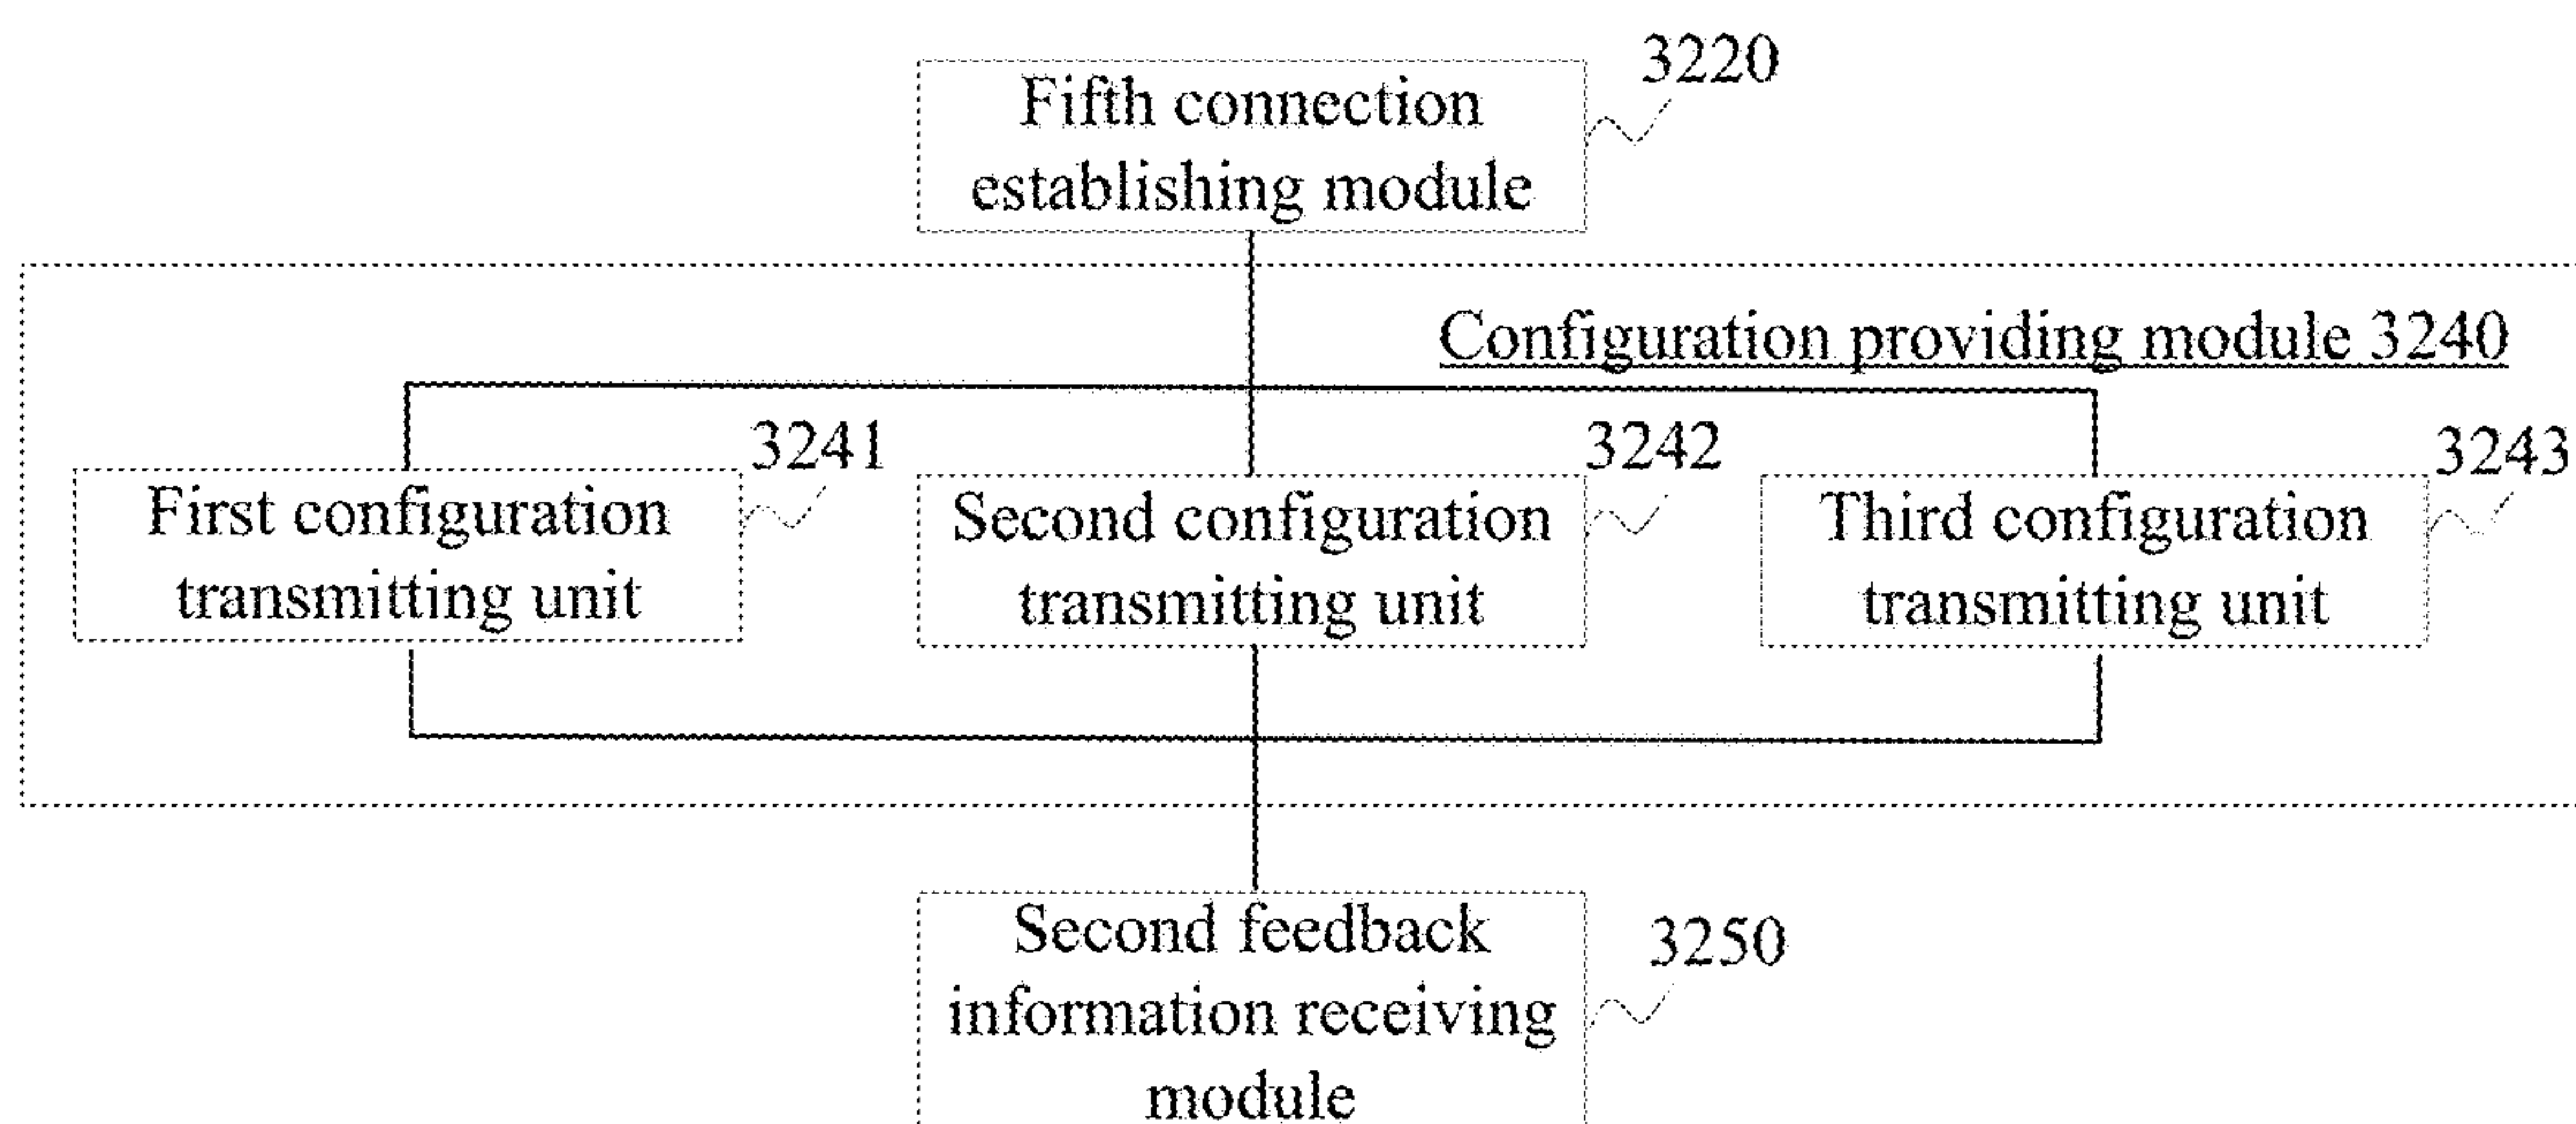 3220
Fifth connection
establishing module
Configuration providing module 3240
3241
3242
3243
First configuration
transmitting unit
Second configuration
transmitting unit
Third configuration
transmitting unit
Second feedback
information receiving
module
3250